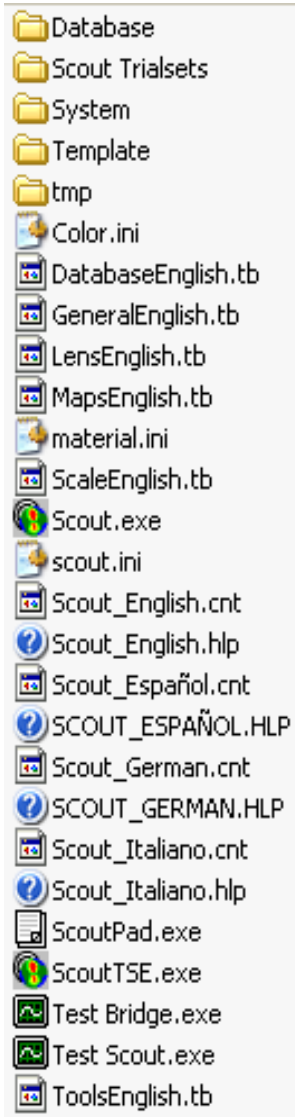 Database
Scout Trialsets
System
Template
tmp
Color.ini
DatabaseEnglish.tb
GeneralEnglish.tb
LensEnglish.tb
MapsEnglish.tb
material.ini
ScaleEnglish.tb
Scout.exe
scout.ini
Scout_English.cnt
Scout_English.hlp
Scout_Español.cnt
SCOUT_ESPAÑOL.HLP
Scout_German.cnt
SCOUT_GERMAN.HLP
Scout_Italiano.cnt
Scout_Italiano.hlp
ScoutPad.exe
ScoutTSE.exe
Test Bridge.exe
Test Scout.exe
ToolsEnglish.tb